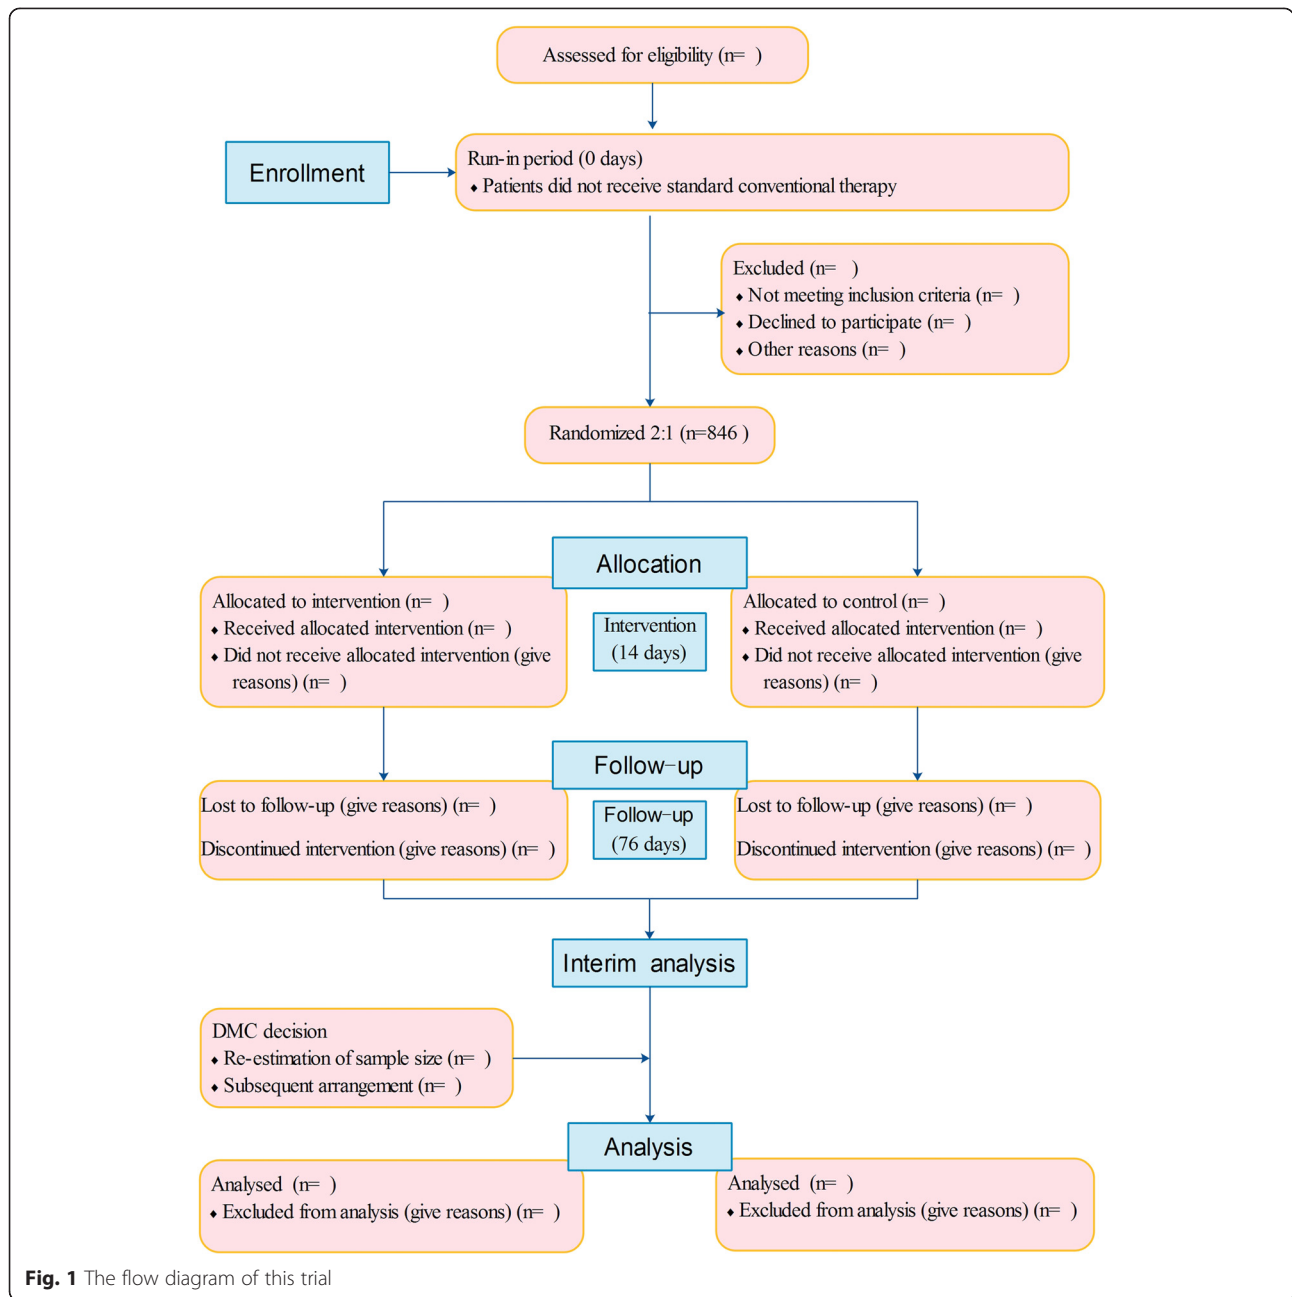 Assessed for eligibility (n=  )
Enrollment
Run-in period (0 days)
♦ Patients did not receive standard conventional therapy
Excluded (n=  )
♦ Not meeting inclusion criteria (n=  )
♦ Declined to participate (n=  )
♦ Other reasons (n=  )
Randomized 2:1 (n=846 )
Allocation
Allocated to intervention (n=  )
♦ Received allocated intervention (n=  )
♦ Did not receive allocated intervention (give
reasons) (n=  )
Intervention
(14 days)
Allocated to control (n=  )
♦ Received allocated intervention (n=  )
♦ Did not receive allocated intervention (give
reasons) (n=  )
Follow-up
Lost to follow-up (give reasons) (n=  )
Discontinued intervention (give reasons) (n=  )
Follow-up
(76 days)
Lost to follow-up (give reasons) (n=  )
Discontinued intervention (give reasons) (n=  )
Interim analysis
DMC decision
♦ Re-estimation of sample size (n=  )
♦ Subsequent arrangement (n=  )
Analysis
Analysed (n=  )
♦ Excluded from analysis (give reasons) (n=  )
Analysed (n=  )
♦ Excluded from analysis (give reasons) (n=  )
Fig. 1 The flow diagram of this trial